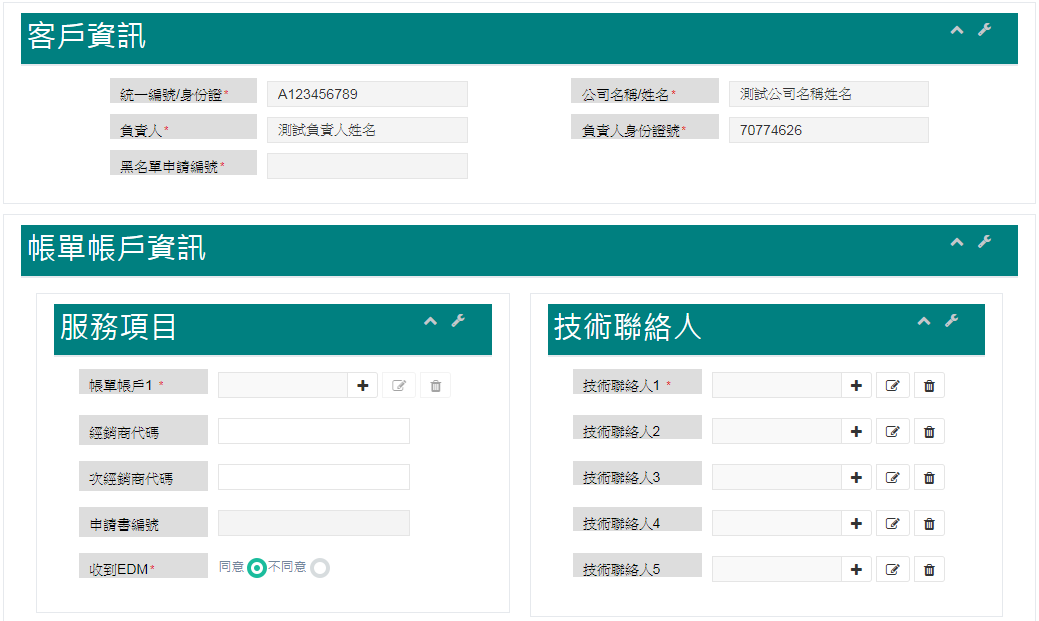 客戶資訊
統一編號/身份證* A123456789 公司名稱/姓名* 測試公司名稱姓名
負責人* 測試負責人姓名 負責人身份證號* 70774626
黑名單申請編號*
帳單帳戶資訊
服務項目
帳單帳戶1 *
經銷商代碼
次經銷商代碼
申請書編號
收到EDM* 同意 不同意
技術聯絡人
技術聯絡人1 *
技術聯絡人2
技術聯絡人3
技術聯絡人4
技術聯絡人5